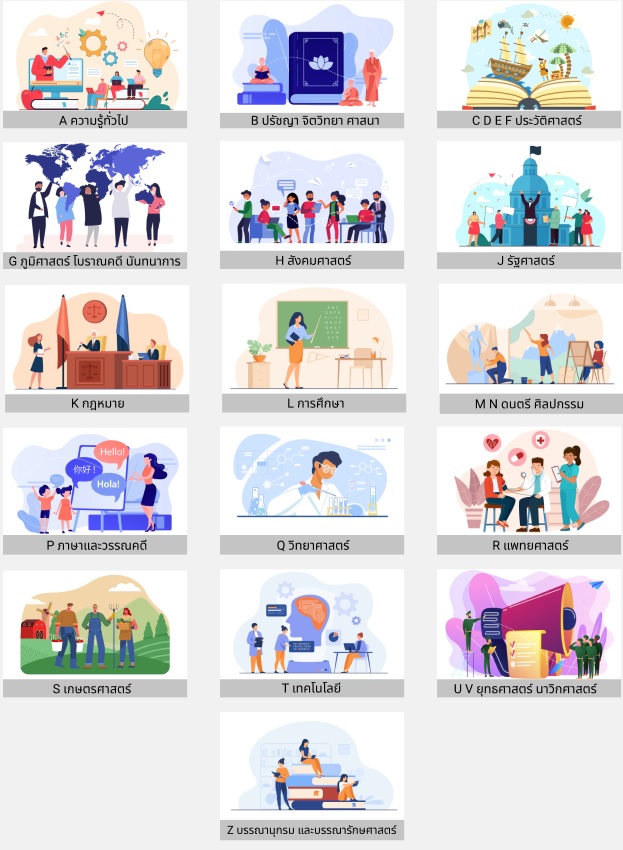 A ความรู้ทั่วไป
B ปรัชญา จิตวิทยา ศาสนา
C D E F ประวัติศาสตร์
G ภูมิศาสตร์ โบราณคดี นันทนาการ
H สังคมศาสตร์
J รัฐศาสตร์
K กฎหมาย
L การศึกษา
M N ดนตรี ศิลปกรรม
Hello!
你好！
Hola!
P ภาษาและวรรณคดี
Q วิทยาศาสตร์
R แพทยศาสตร์
S เกษตรศาสตร์
T เทคโนโลยี
U V ยุทธศาสตร์ นาวิกศาสตร์
Z บรรณานุกรม และบรรณารักษศาสตร์